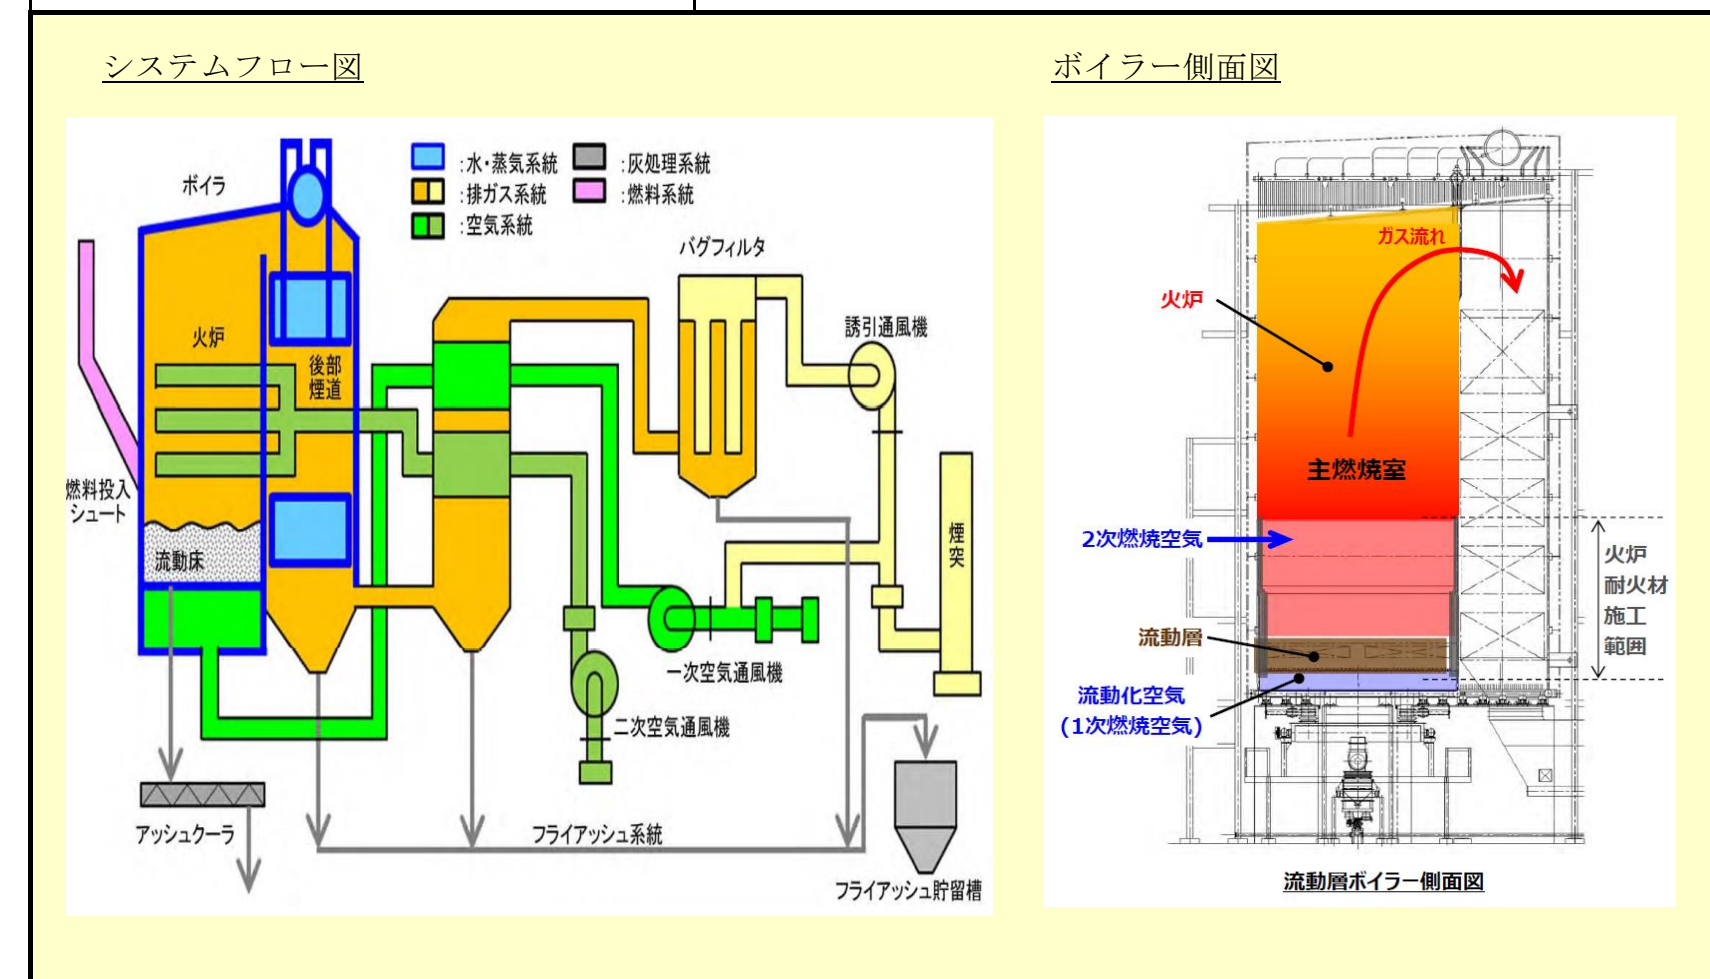 システムフロー図
ボイラー側面図
ボイラ
:水・蒸気系統
:灰処理系統
:排ガス系統
:燃料系統
:空気系統
バグフィルタ
誘引通風機
火炉
後部
煙道
燃料投入
シュート
流動床
煙突
一次空気通風機
二次空気通風機
アッシュクーラ
フライアッシュ系統
フライアッシュ貯留槽
ガス流れ
火炉
主燃焼室
2次燃焼空気
火炉
耐火材
施工
範囲
流動層
流動化空気
(1次燃焼空気)
流動層ボイラー側面図